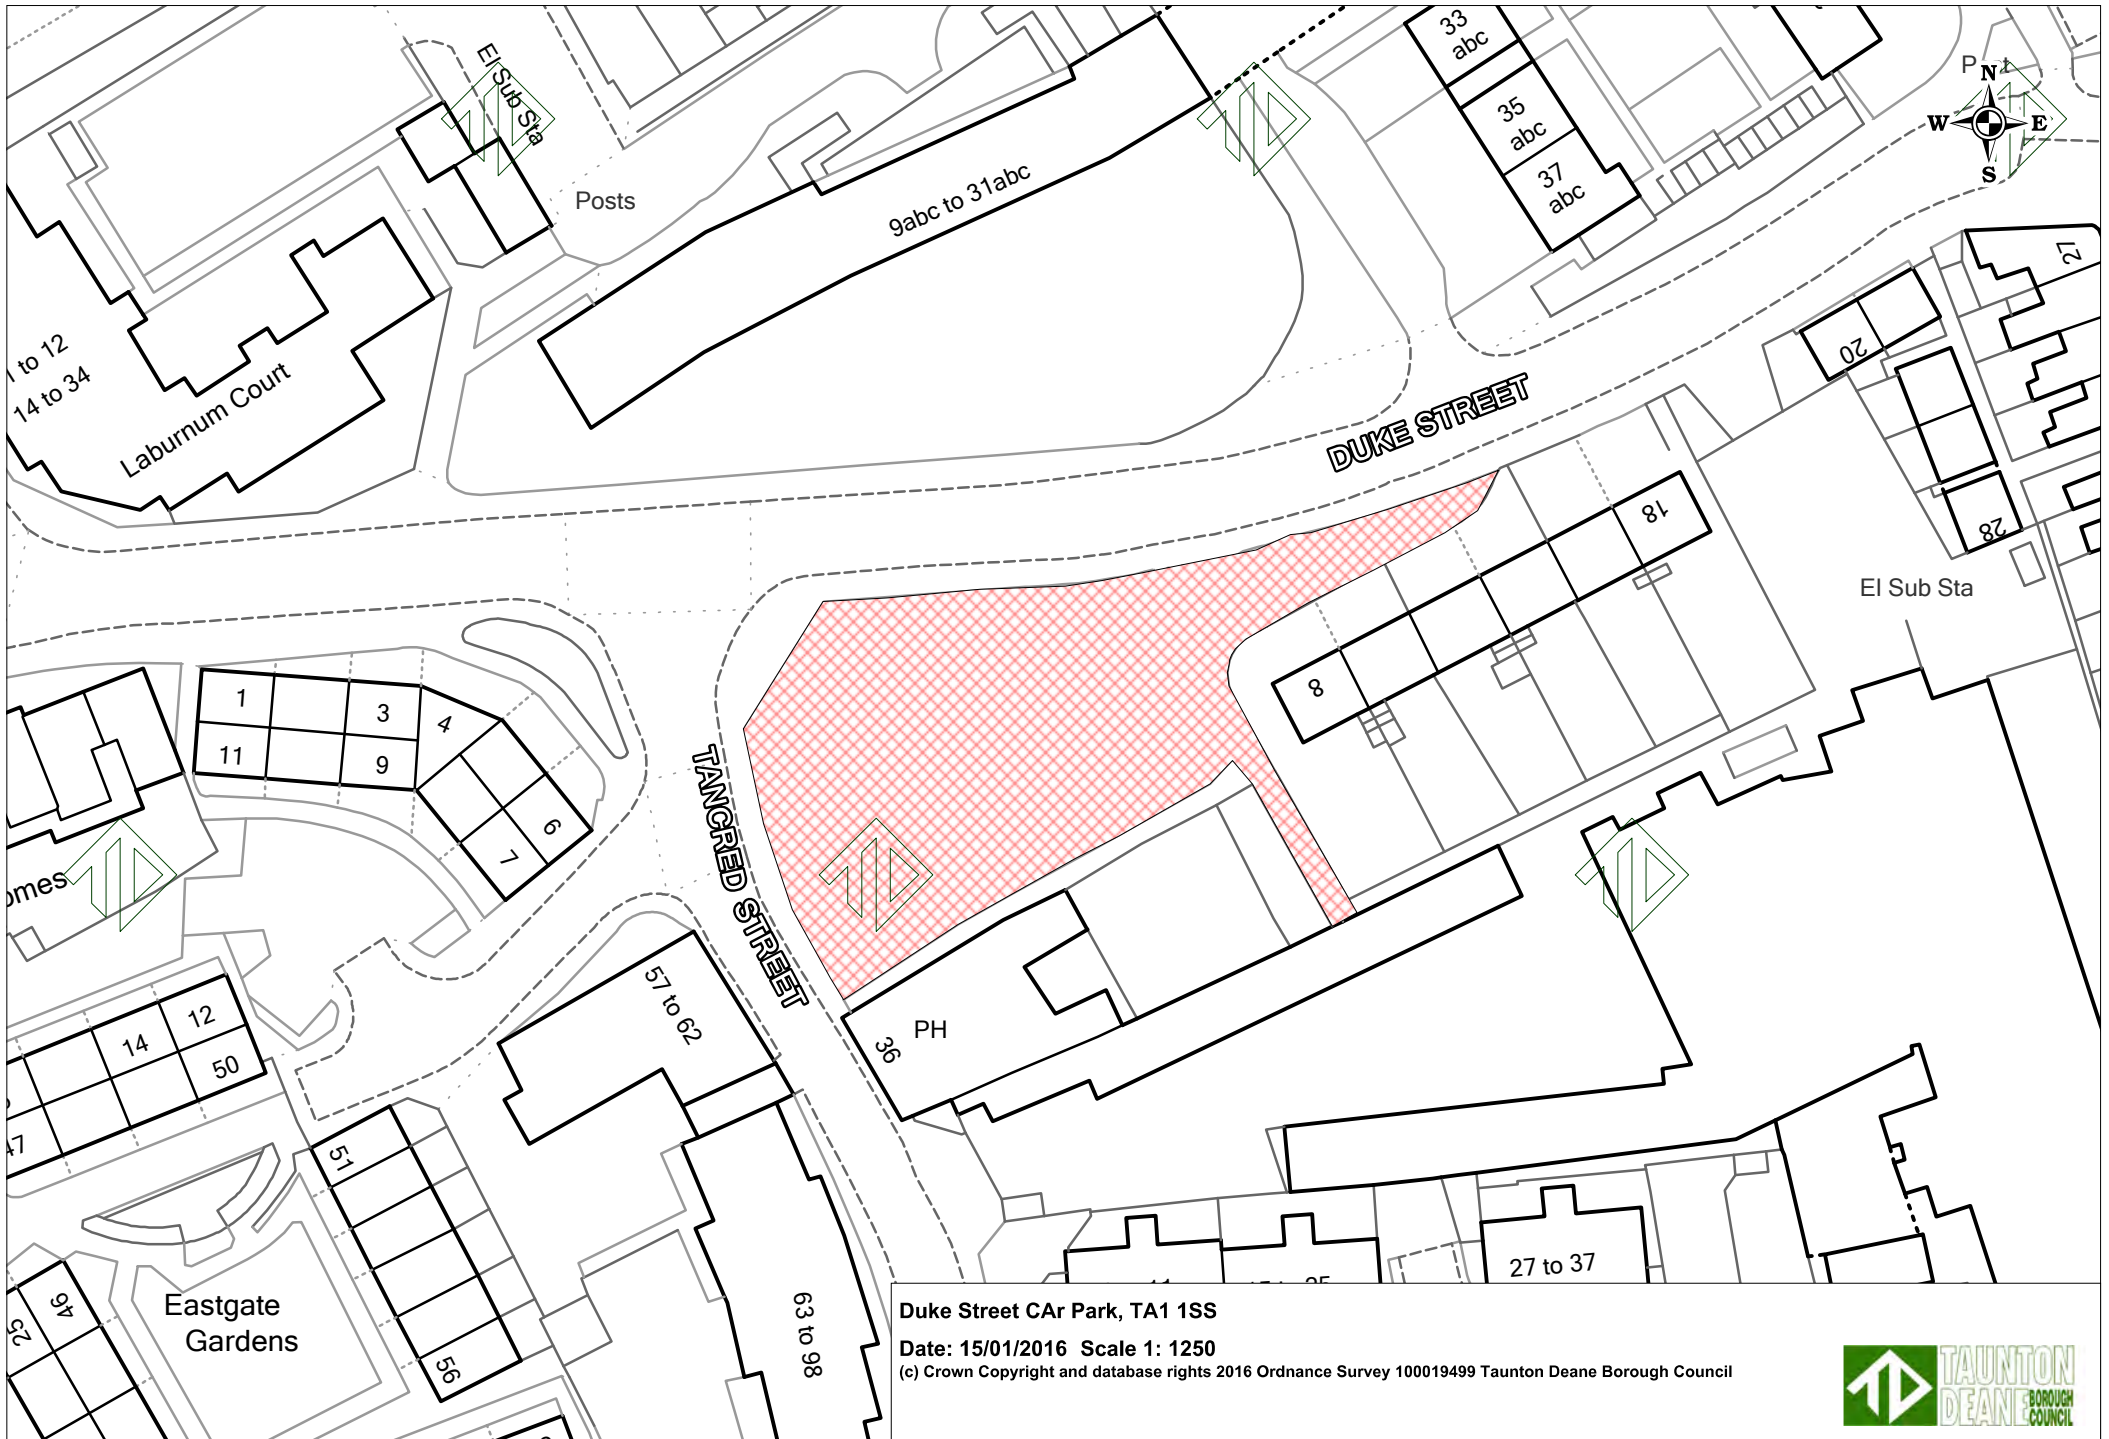 El Sub Sta
Posts
9abc to 31abc
33
abc
35
abc
37
abc
N
W
E
S
27
20
1 to 12
14 to 34
Laburnum Court
DUKE STREET
18
28
El Sub Sta
8
1
3
4
11
9
6
7
TANCRED STREET
omes
57 to 62
36
PH
12
14
50
47
51
56
46
25
Eastgate
Gardens
63 to 98
27 to 37
Duke Street CAr Park, TA1 1SS
Date: 15/01/2016 Scale 1: 1250
(c) Crown Copyright and database rights 2016 Ordnance Survey 100019499 Taunton Deane Borough Council
TD
TAUNTON
DEANE
BOROUGH
COUNCIL